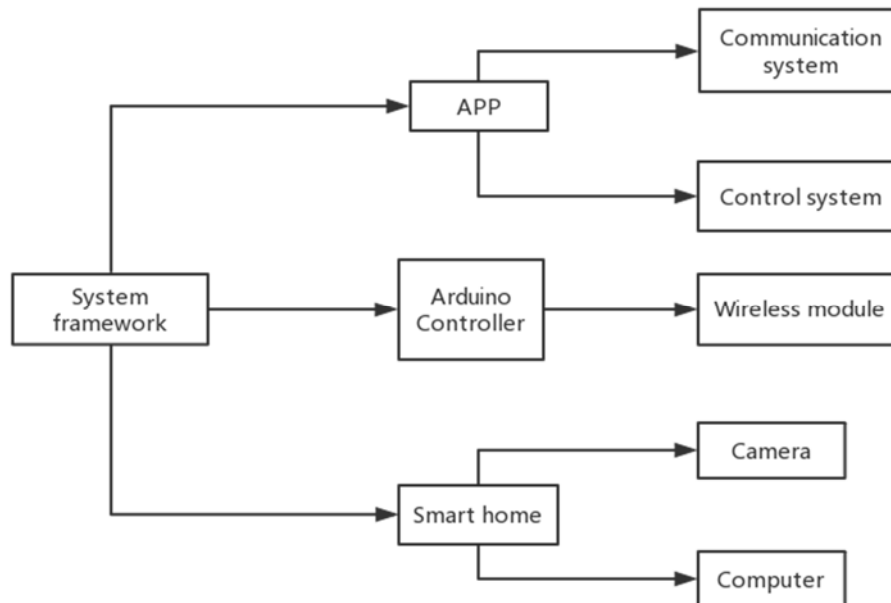 Communication
system
APP
Control system
System
framework
Arduino
Controller
Wireless module
Camera
Smart home
Computer